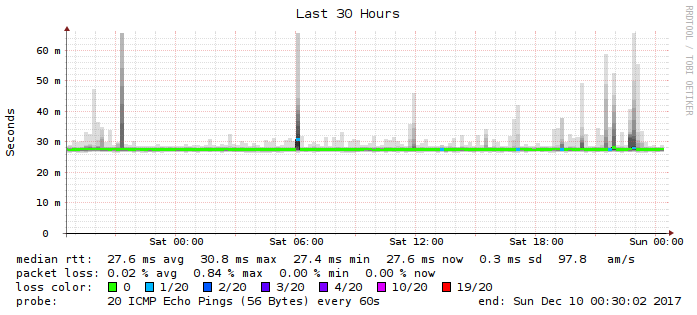 Last 30 Hours
RRDTOOL / TOBI OETIKER
Seconds
60 m
50 m
40 m
30 m
20 m
10 m
0
Sat 00:00 Sat 06:00 Sat 12:00 Sat 18:00 Sun 00:00
median rtt: 27.6 ms avg 30.8 ms max 27.4 ms min 27.6 ms now 0.3 ms sd 97.8 am/s
packet loss: 0.02 % avg 0.84 % max 0.00 % min 0.00 % now
loss color: 0 1/20 2/20 3/20 4/20 10/20 19/20
probe: 20 ICMP Echo Pings (56 Bytes) every 60s end: Sun Dec 10 00:30:02 2017